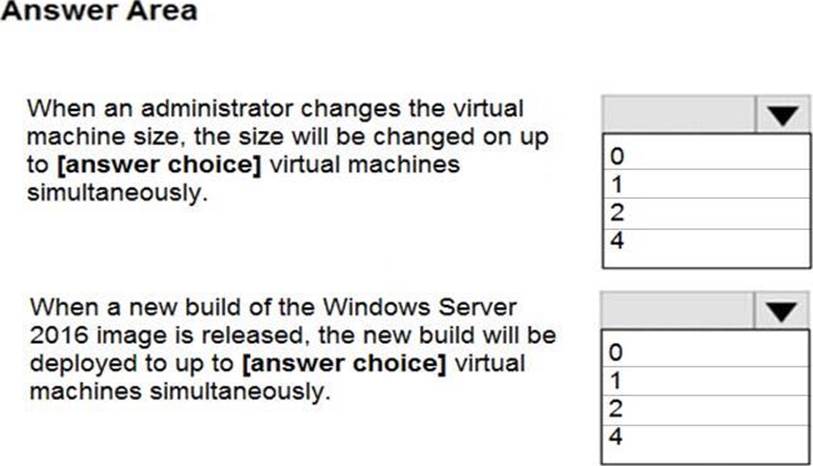 Answer Area
When an administrator changes the virtual
machine size, the size will be changed on up
to [answer choice] virtual machines
simultaneously.
0
1
2
4
When a new build of the Windows Server
2016 image is released, the new build will be
deployed to up to [answer choice] virtual
machines simultaneously.
0
1
2
4